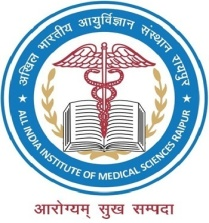 अखिल भारतीय आयुर्विज्ञान संस्थान रायपुर
ALL INDIA INSTITUTE OF MEDICAL SCIENCES RAIPUR
आरोग्यम् सुख सम्पदा